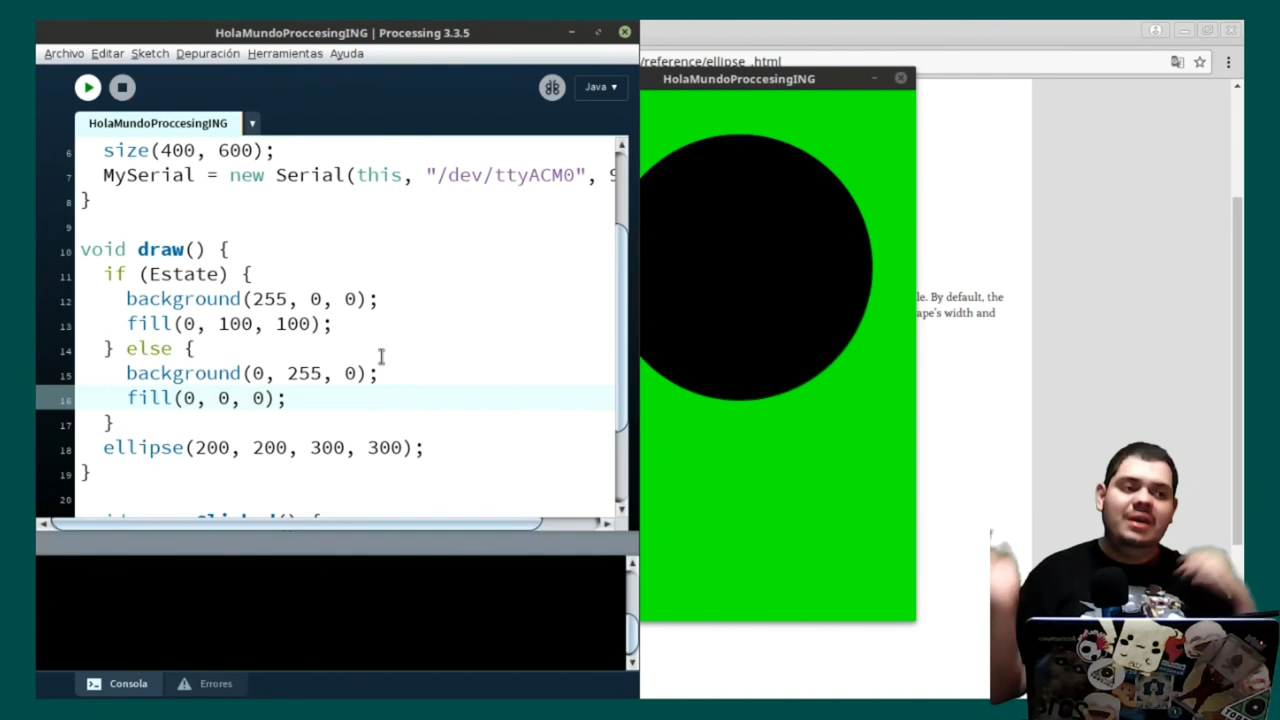 HolaMundoProccesingING | Processing 3.3.5
Archivo Editar Sketch Depuración Herramientas Ayuda
Java ▾
HolaMundoProccesingING
6 size(400, 600);
7 MySerial = new Serial(this, "/dev/ttyACM0", 9
8 }
9
10 void draw() {
11 if (Estate) {
12 background(255, 0, 0);
13 fill(0, 100, 100);
14 } else {
15 background(0, 255, 0);
16 fill(0, 0, 0);
17 }
18 ellipse(200, 200, 300, 300);
19 }
20
Consola
Errores
/reference/ellipse_.html
HolaMundoProccesingING
le. By default, the
ape's width and